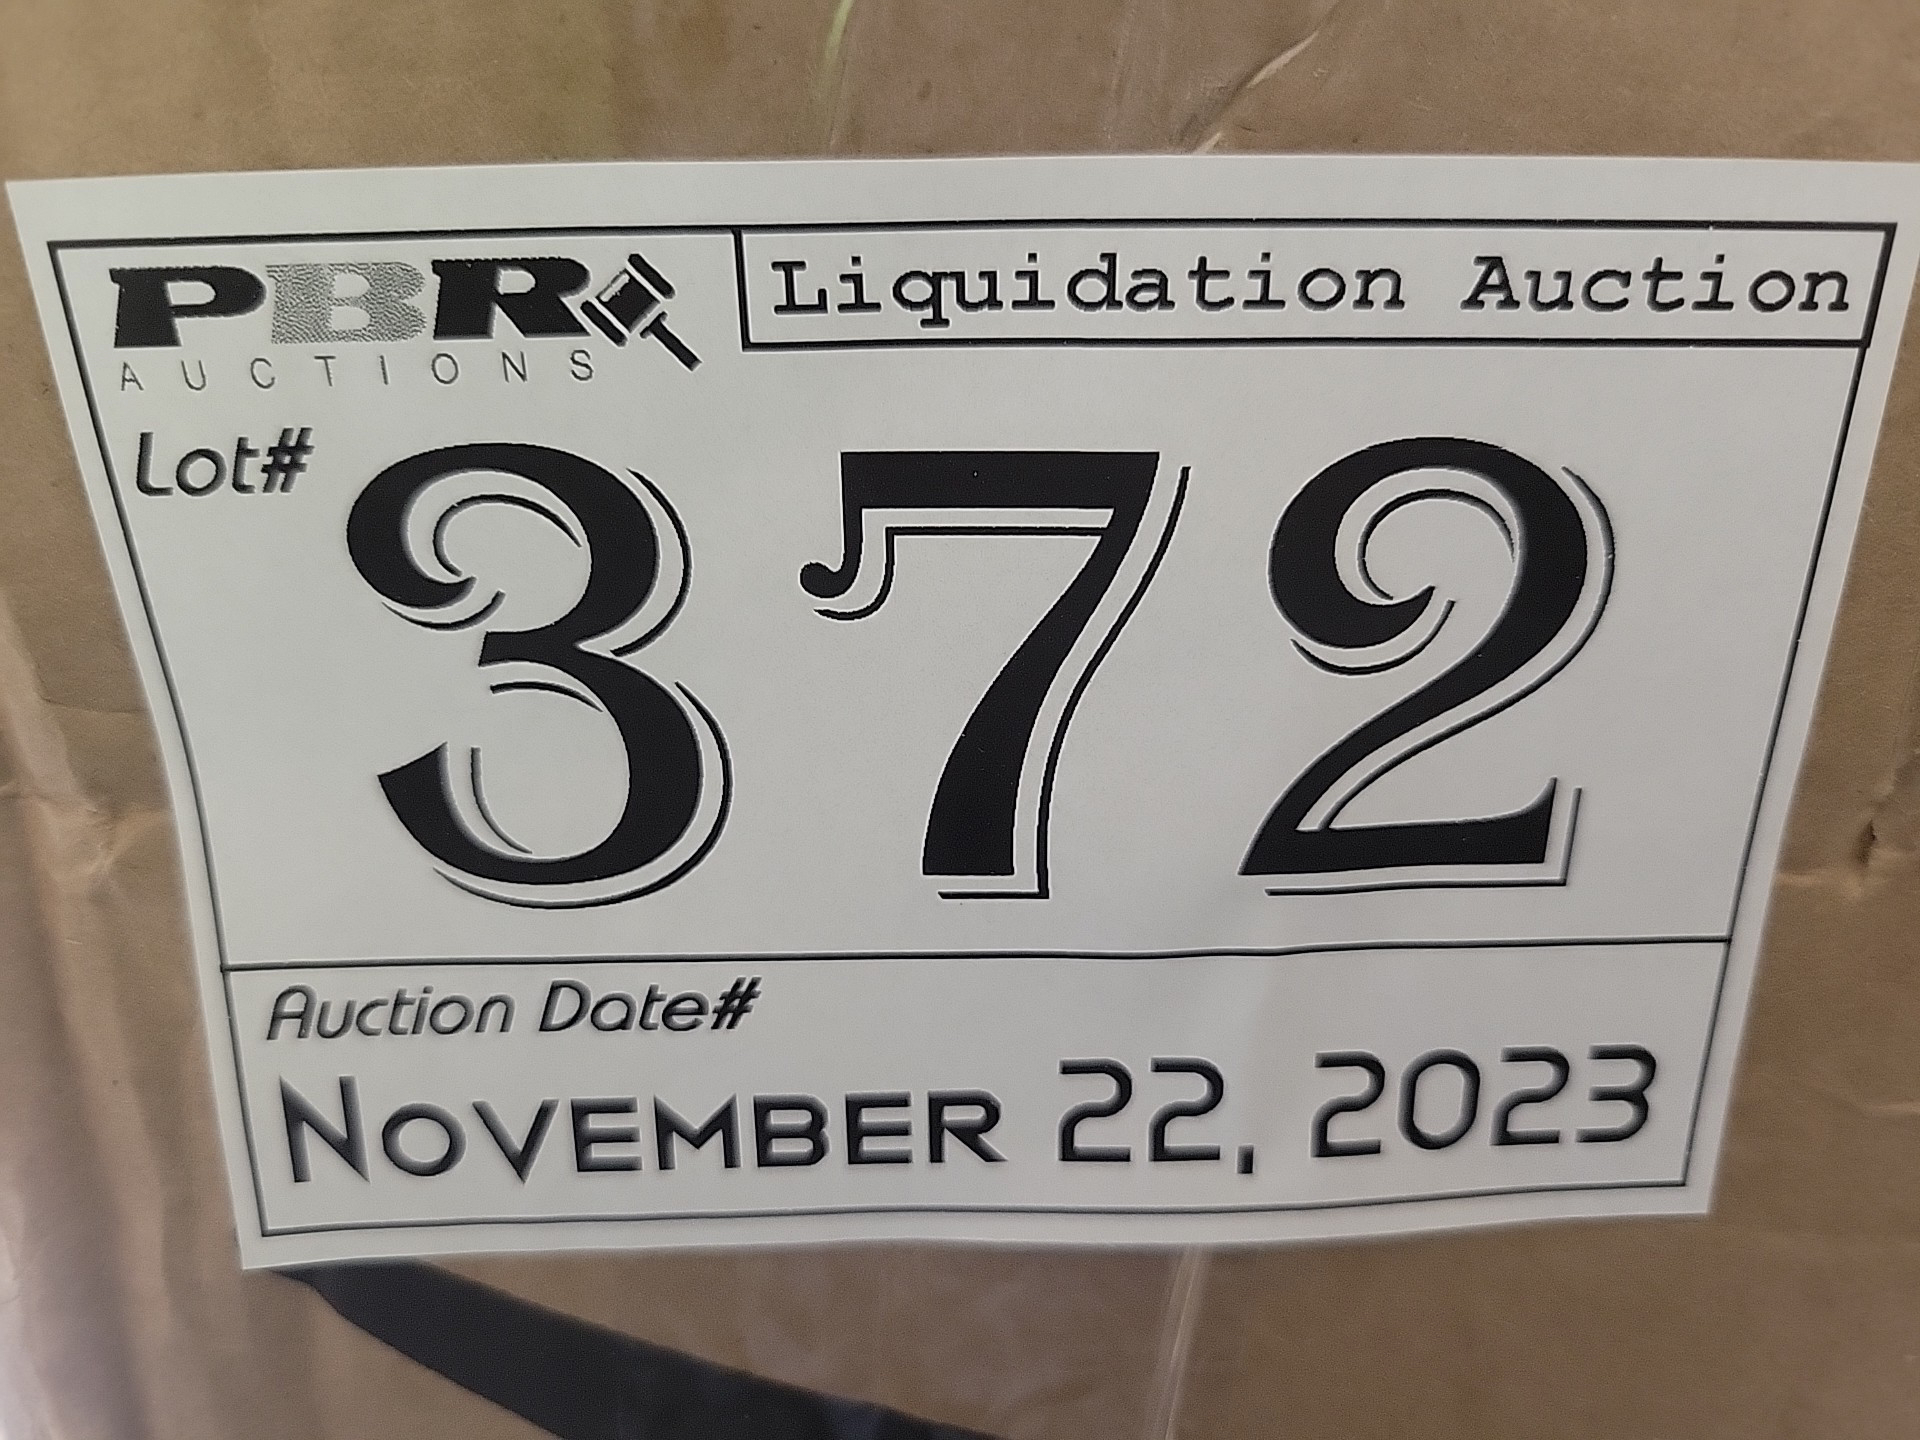 PBR
AUCTIONS
Liquidation Auction
Lot#
372
Auction Date#
NOVEMBER 22, 2023